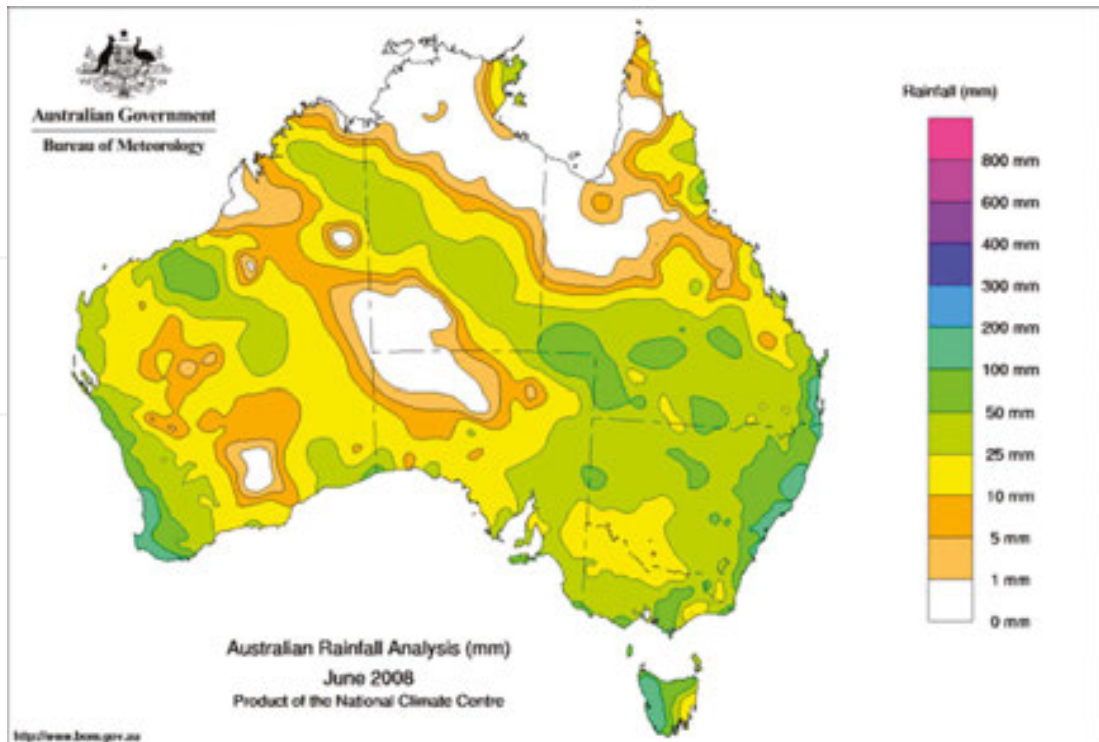 Australian Government
Bureau of Meteorology
Rainfall (mm)
800 mm
600 mm
400 mm
300 mm
200 mm
100 mm
50 mm
25 mm
10 mm
5 mm
1 mm
0 mm
Australian Rainfall Analysis (mm)
June 2008
Product of the National Climate Centre
http://www.bom.gov.au